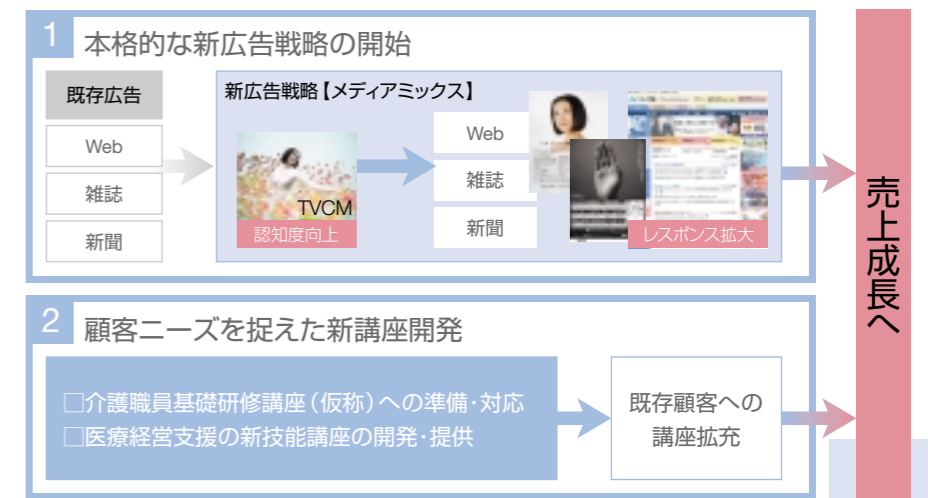 1 本格的な新広告戦略の開始
既存広告
Web
雑誌
新聞
新広告戦略【メディアミックス】
TVCM
認知度向上
Web
雑誌
新聞
レスポンス拡大
2 顧客ニーズを捉えた新講座開発
□介護職員基礎研修講座（仮称）への準備・対応
□医療経営支援の新技能講座の開発・提供
既存顧客への
講座拡充
売上成長へ